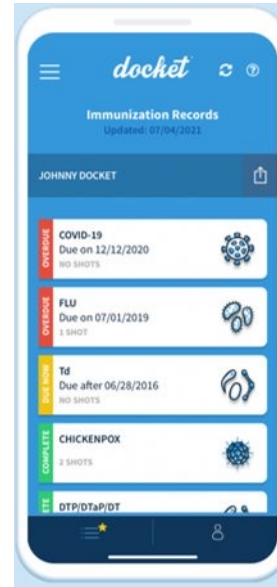 docket
Immunization Records
Updated: 07/04/2021
JOHNNY DOCKET
OVERDUE
COVID-19
Due on 12/12/2020
NO SHOTS
OVERDUE
FLU
Due on 07/01/2019
1 SHOT
DUE NOW
Td
Due after 06/28/2016
NO SHOTS
COMPLETE
CHICKENPOX
2 SHOTS
ETE
DTP/DTaP/DT